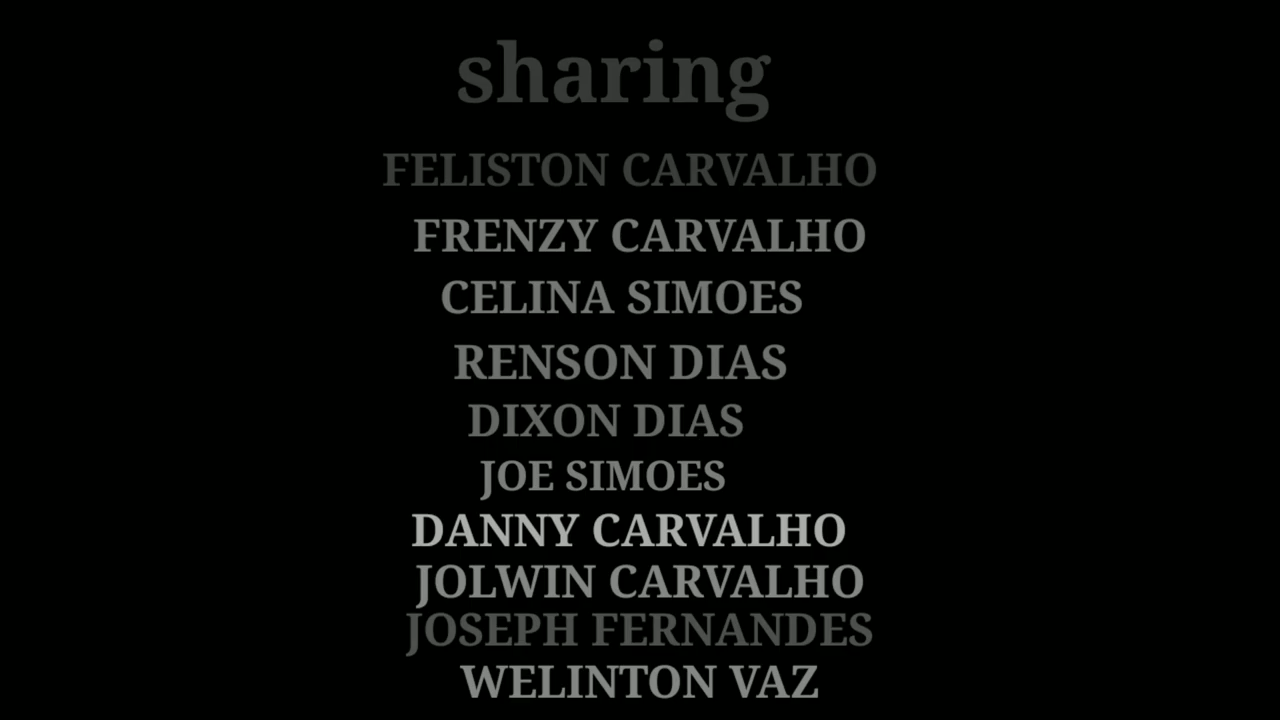 sharing
FELISTON CARVALHO
FRENZY CARVALHO
CELINA SIMOES
RENSON DIAS
DIXON DIAS
JOE SIMOES
DANNY CARVALHO
JOLWIN CARVALHO
JOSEPH FERNANDES
WELINTON VAZ